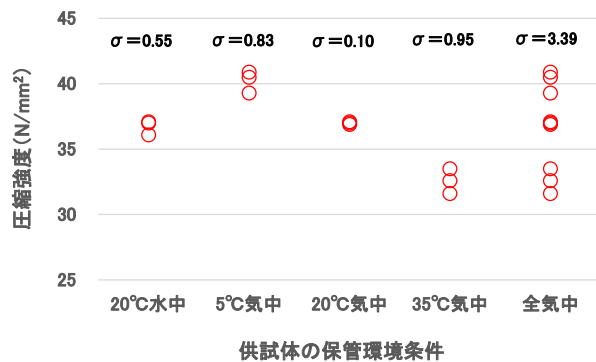 45
σ=0.55 σ=0.83 σ=0.10 σ=0.95 σ=3.39
40
35
30
25
圧縮強度(N/mm²)
20℃水中 5℃気中 20℃気中 35℃気中 全気中
供試体の保管環境条件